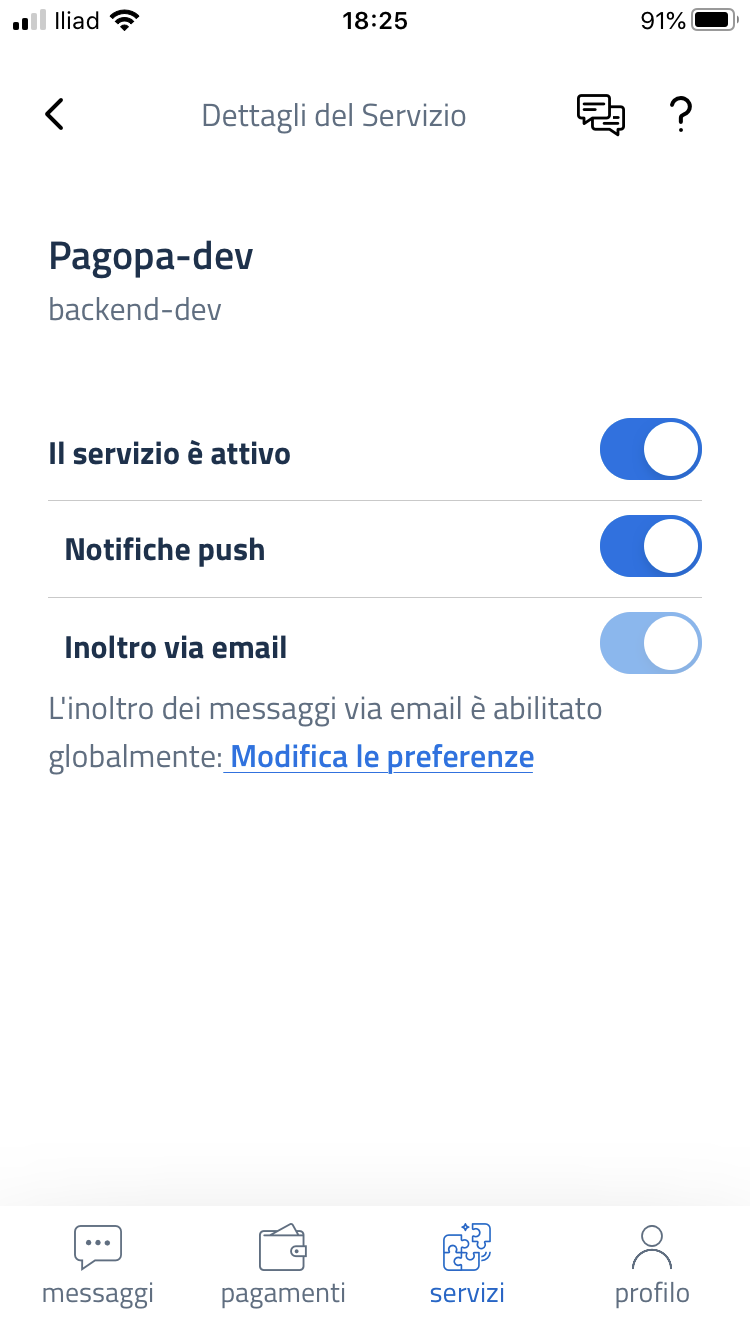 Iliad 18:25 91%
Dettagli del Servizio ?
Pagopa-dev
backend-dev
Il servizio è attivo
Notifiche push
Inoltro via email
L'inoltro dei messaggi via email è abilitato
globalmente: Modifica le preferenze
messaggi pagamenti servizi profilo